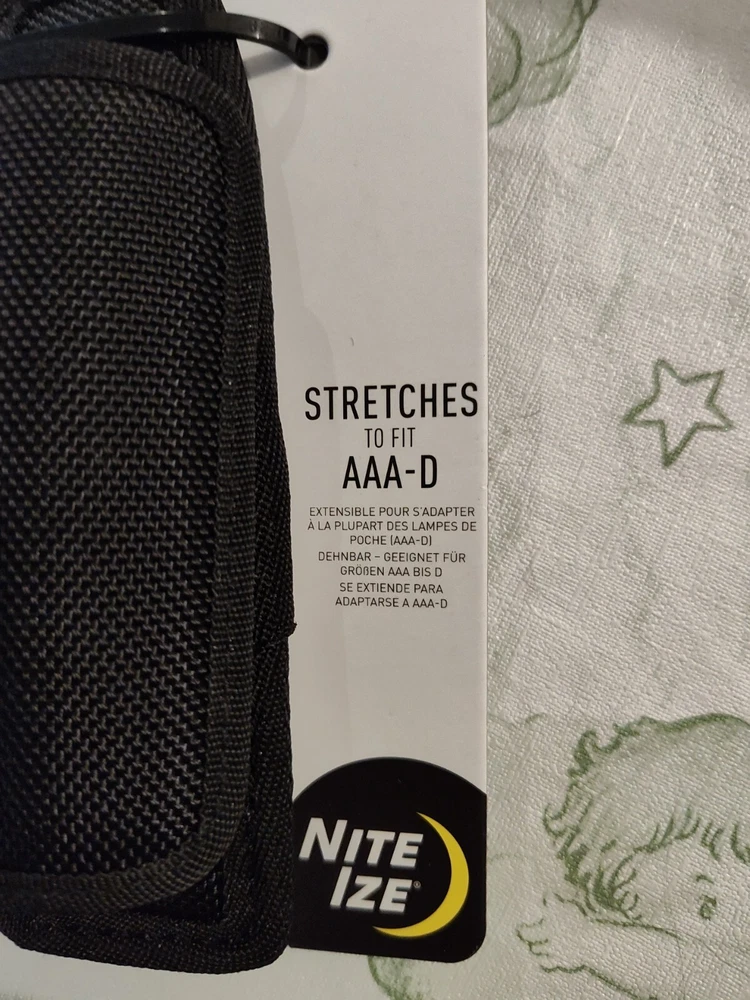 STRETCHES
TO FIT
AAA-D
EXTENSIBLE POUR S'ADAPTER
À LA PLUPART DES LAMPES DE
POCHE (AAA-D)
DEHNBAR – GEEIGNET FÜR
GRÖßEN AAA BIS D
SE EXTIENDE PARA
ADAPTARSE A AAA-D
NITE
IZE®